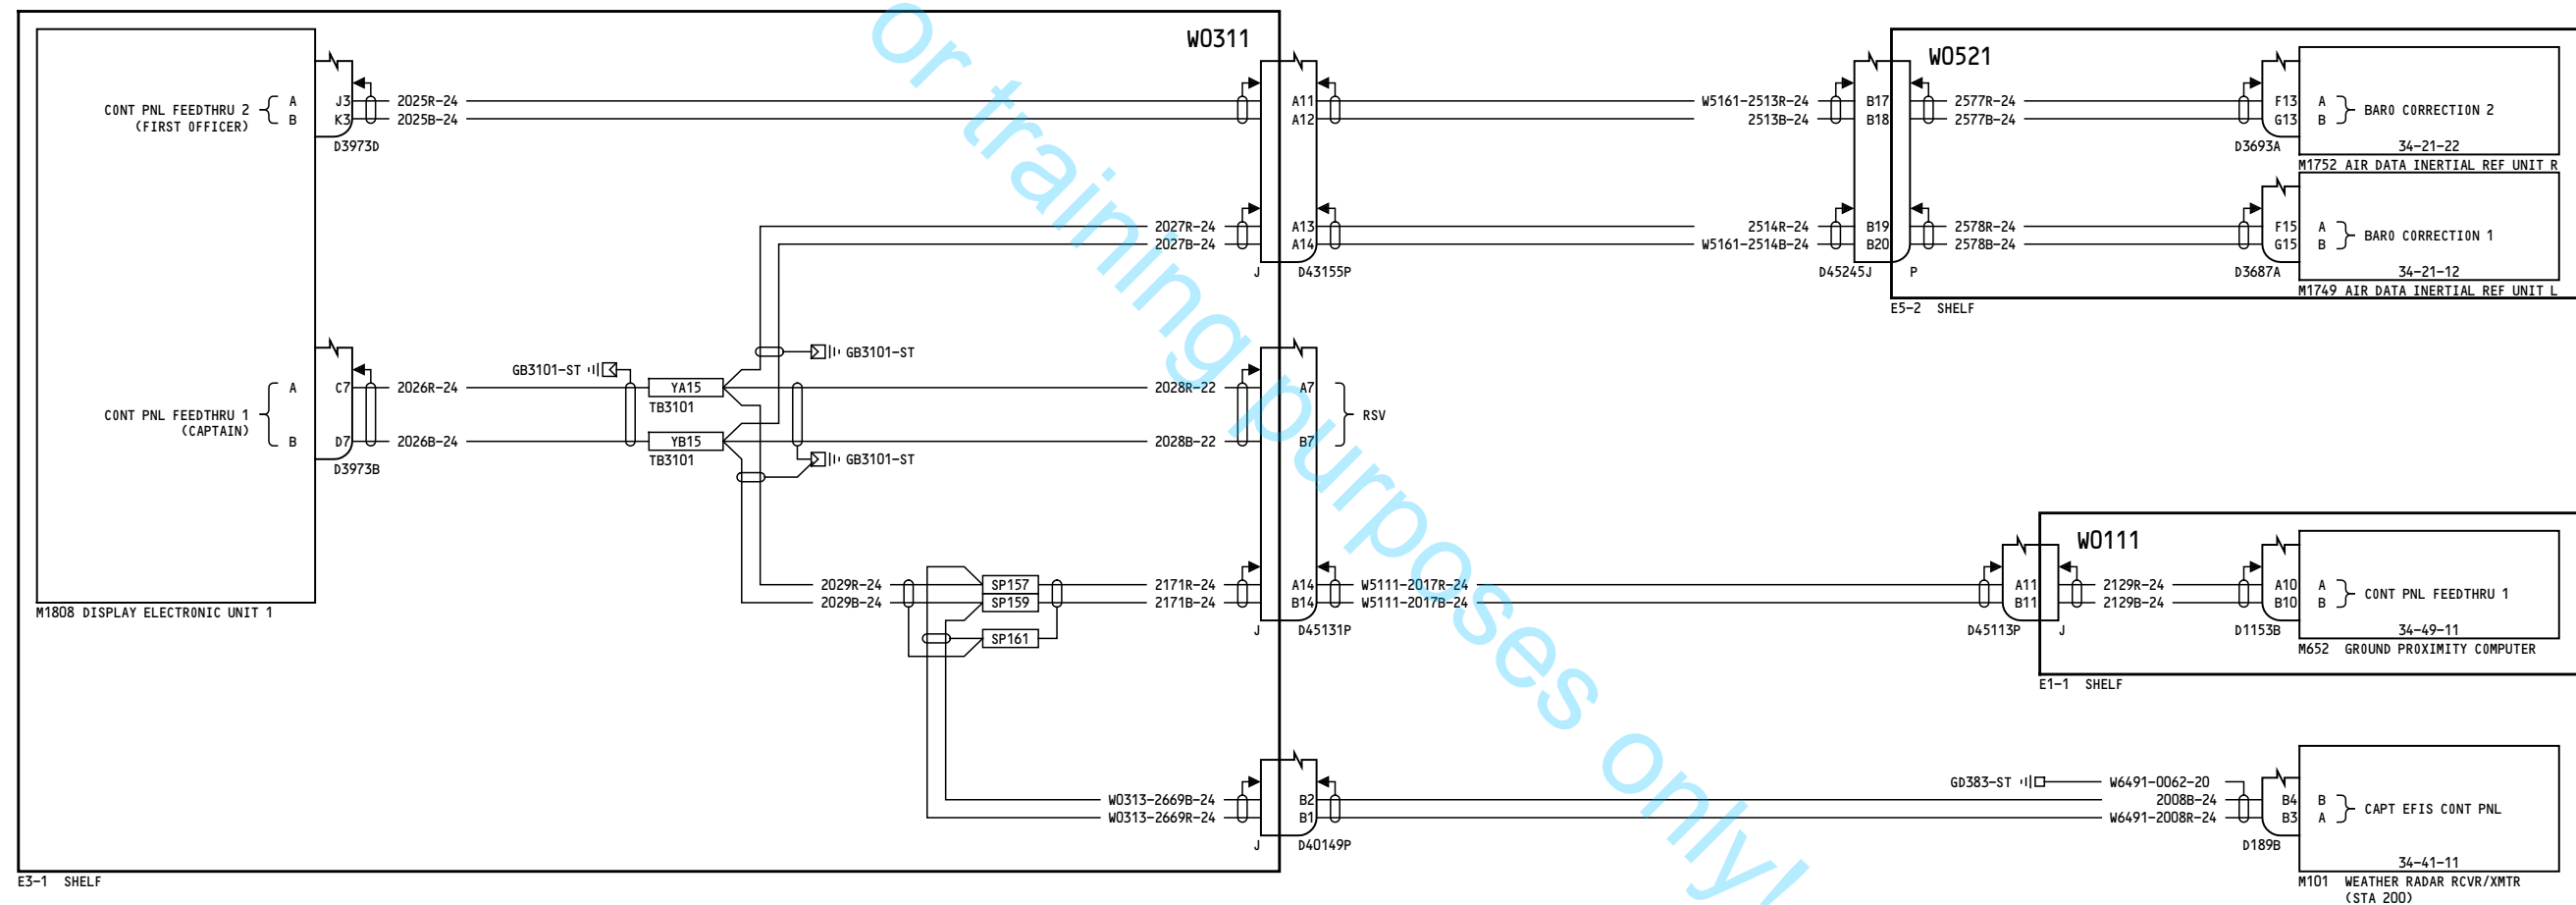 W0311
W0521
CONT PNL FEEDTHRU 2
(FIRST OFFICER)
A J3 2025R-24 A11 W5161-2513R-24 B17 2577R-24 F13 A
B K3 2025B-24 A12 2513B-24 B18 2577B-24 G13 B
BARO CORRECTION 2
D3973D
D3693A
34-21-22
M1752 AIR DATA INERTIAL REF UNIT R
2027R-24 A13 2514R-24 B19 2578R-24 F15 A
2027B-24 A14 W5161-2514B-24 B20 2578B-24 G15 B
BARO CORRECTION 1
J D43155P
D45245J P
D3687A
34-21-12
M1749 AIR DATA INERTIAL REF UNIT L
E5-2 SHELF
GB3101-ST
GB3101-ST
A C7 2026R-24 YA15 2028R-22 A7
TB3101
CONT PNL FEEDTHRU 1
(CAPTAIN)
RSV
B D7 2026B-24 YB15 2028B-22 B7
TB3101
GB3101-ST
D3973B
W0111
2029R-24 SP157 2171R-24 A14 W5111-2017R-24 A11 2129R-24 A10 A
2029B-24 SP159 2171B-24 B14 W5111-2017B-24 B11 2129B-24 B10 B
CONT PNL FEEDTHRU 1
M1808 DISPLAY ELECTRONIC UNIT 1
SP161
J D45131P
D45113P J
D1153B
34-49-11
M652 GROUND PROXIMITY COMPUTER
E1-1 SHELF
GD383-ST W6491-0062-20
W0313-2669B-24 B2 2008B-24 B4 B
W0313-2669R-24 B1 W6491-2008R-24 B3 A
CAPT EFIS CONT PNL
J D40149P
D189B
34-41-11
M101 WEATHER RADAR RCVR/XMTR
(STA 200)
E3-1 SHELF
or training purposes only!